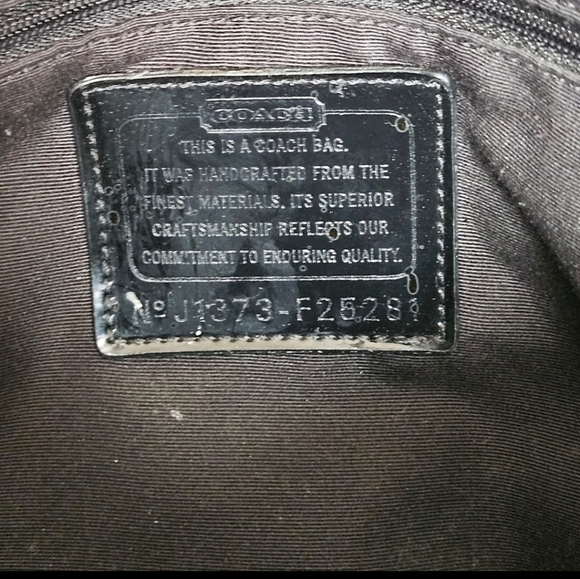 COACH
THIS IS A COACH BAG.
IT WAS HANDCRAFTED FROM THE
FINEST MATERIALS. ITS SUPERIOR
CRAFTSMANSHIP REFLECTS OUR
COMMITMENT TO ENDURING QUALITY.
Nº J1373-F25281